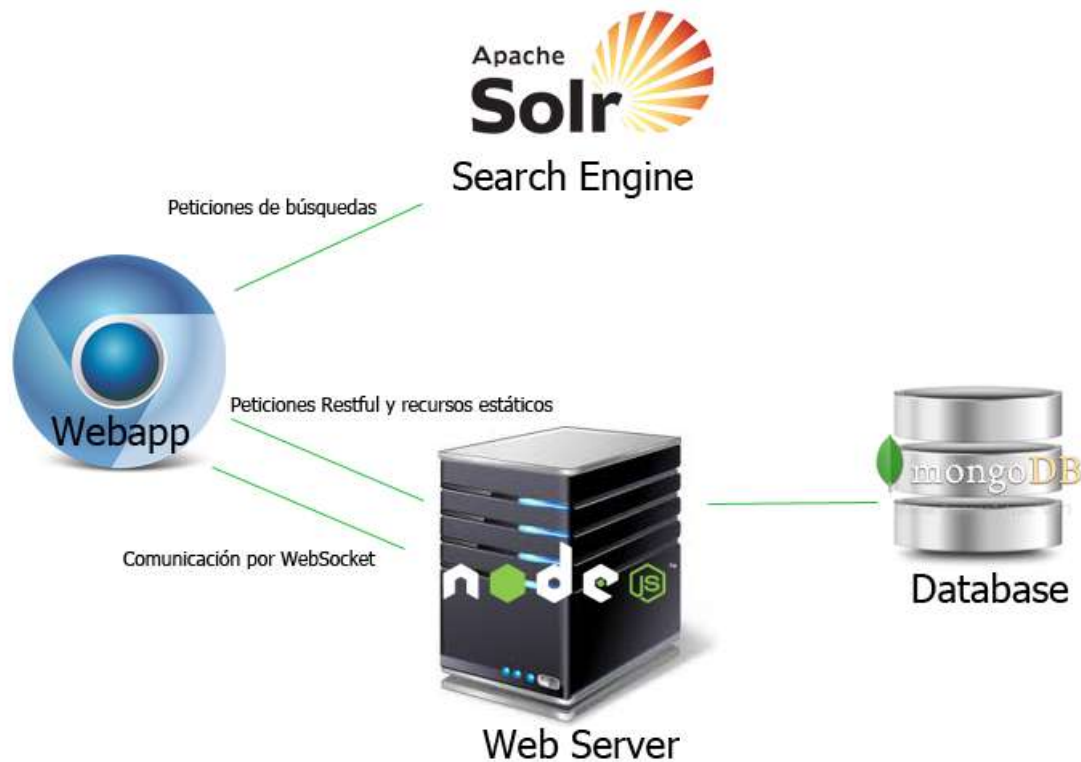 Apache
Solr
Search Engine
Peticiones de búsquedas
Webapp
Peticiones Restful y recursos estáticos
mongoDB
Comunicación por WebSocket
node JS
Database
Web Server